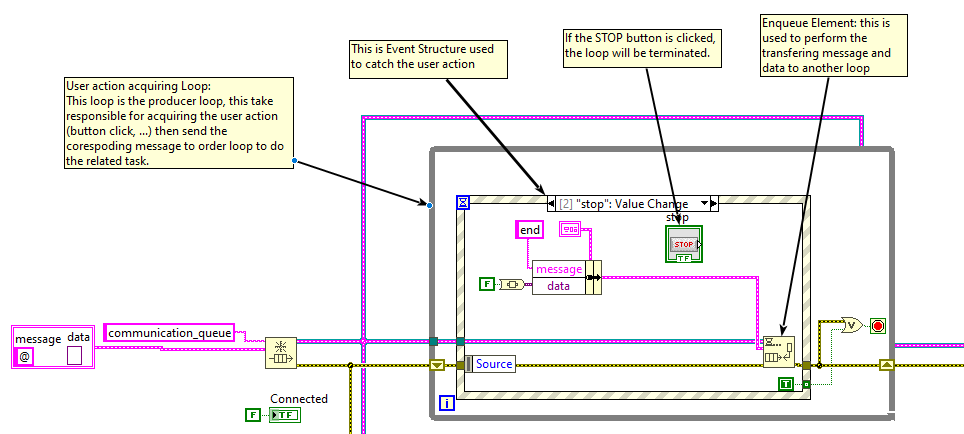 Enqueue Element: this is
used to perform the
transfering message and
data to another loop
If the STOP button is clicked,
the loop will be terminated.
This is Event Structure used
to catch the user action
User action acquiring Loop:
This loop is the producer loop, this take
responsible for acquiring the user action
(button click, ...) then send the
corespoding message to order loop to do
the related task.
[2] "stop": Value Change
stop
end
STOP
TF
message
data
F
communication_queue
message data
@
Source
V
T
Connected
F
TF
i